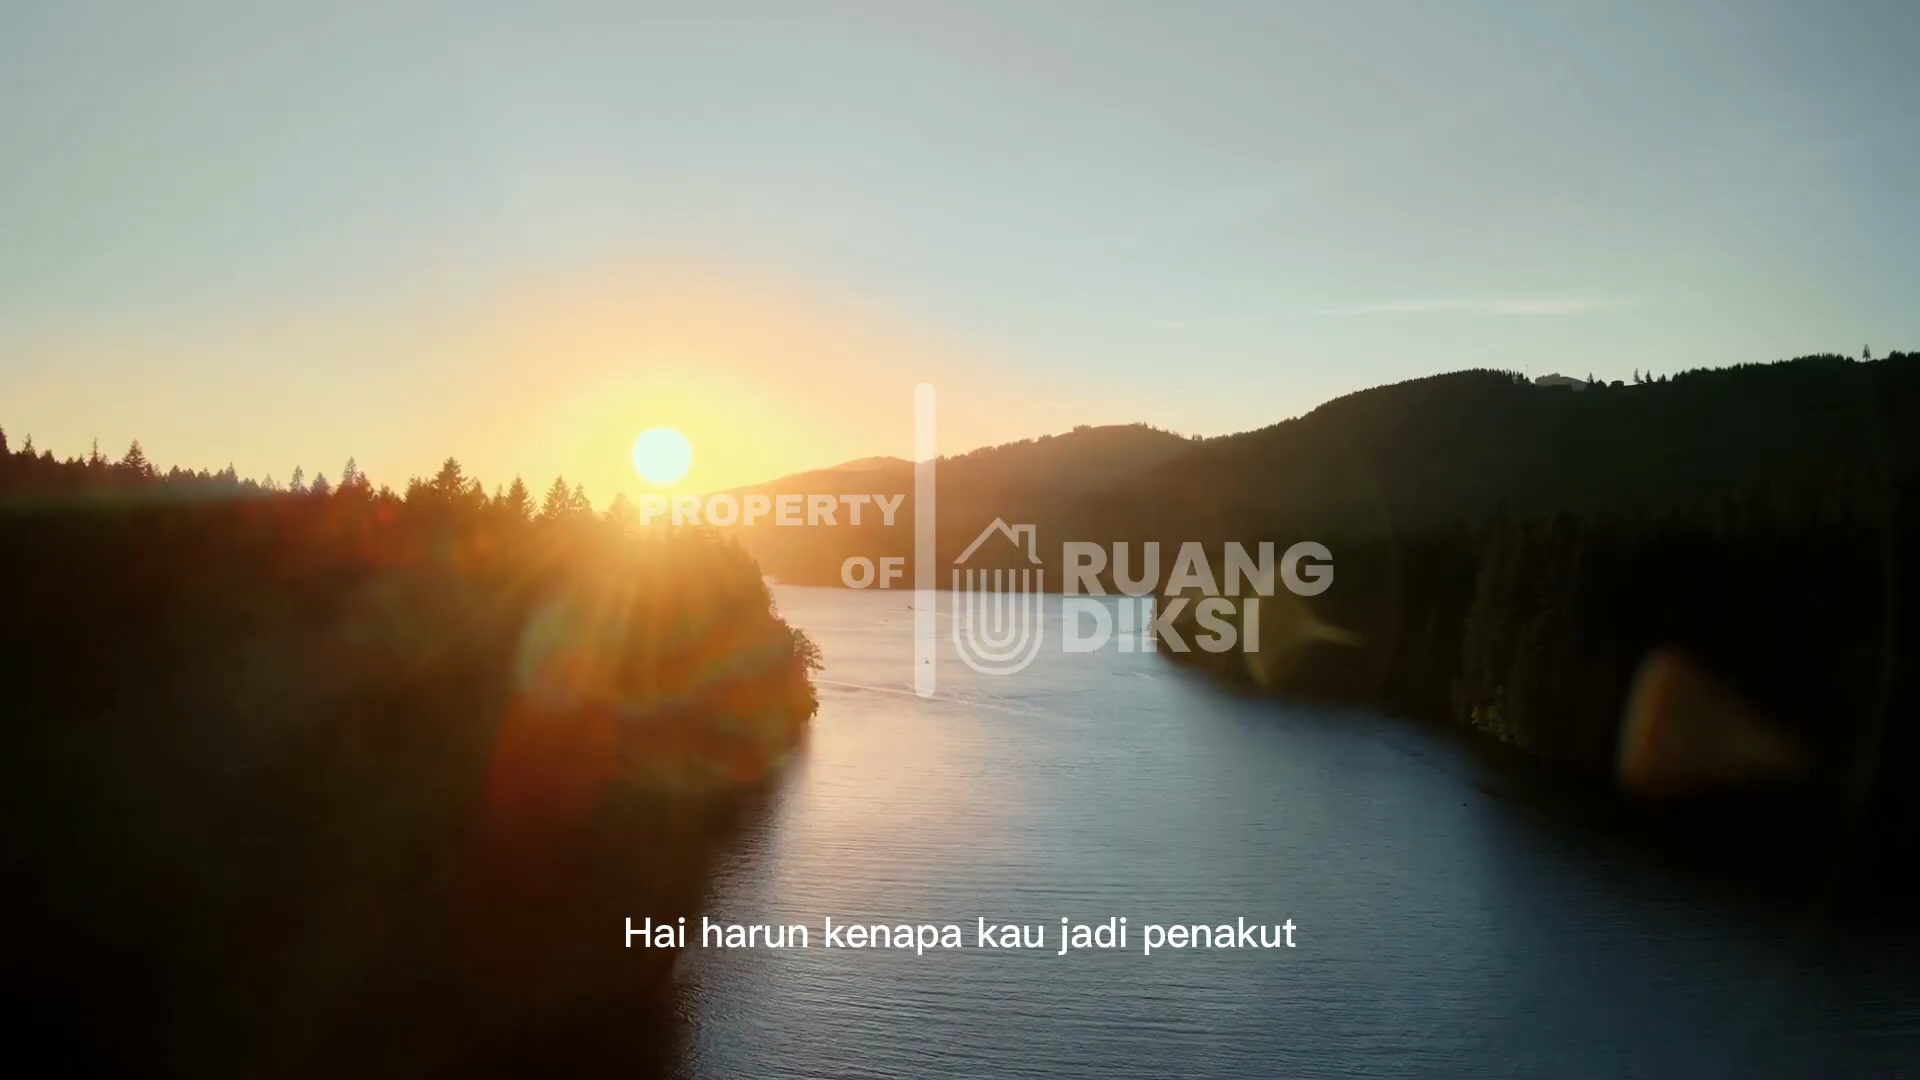 PROPERTY
OF
RUANG
DIKSI
Hai harun kenapa kau jadi penakut